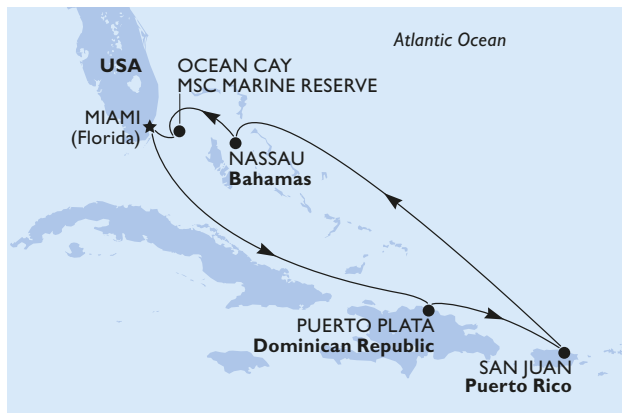 Atlantic Ocean
USA
OCEAN CAY
MSC MARINE RESERVE
MIAMI
(Florida)
NASSAU
Bahamas
PUERTO PLATA
Dominican Republic
SAN JUAN
Puerto Rico